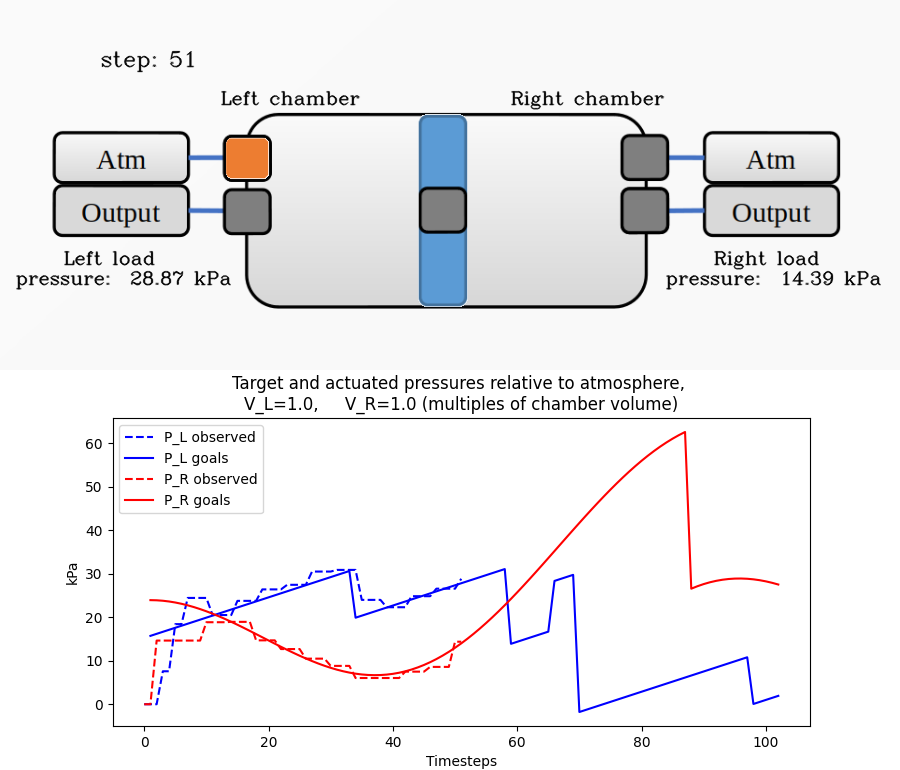 step: 51
Left chamber
Right chamber
Atm
Atm
Output
Output
Left load
pressure: 28.87 kPa
Right load
pressure: 14.39 kPa
Target and actuated pressures relative to atmosphere,
V_L=1.0, V_R=1.0 (multiples of chamber volume)
P_L observed
P_L goals
P_R observed
P_R goals
60
50
40
30
20
10
0
kPa
0 20 40 60 80 100
Timesteps